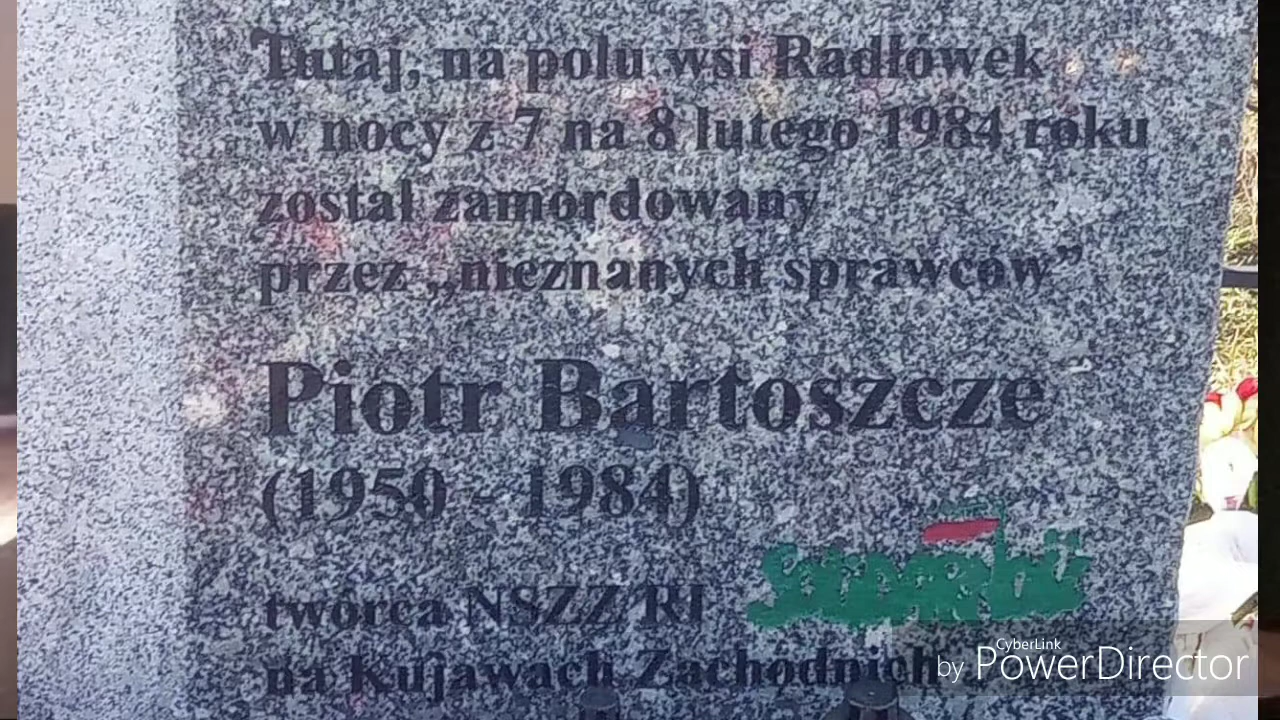 Tutaj, na polu wsi Radłówek
w nocy z 7 na 8 lutego 1984 roku
został zamordowany
przez „nieznanych sprawców”
Piotr Bartoszcze
(1950 - 1984)
twórca NSZZ RI
Solidarność
na Kujawach Zachodnich
CyberLink
by PowerDirector